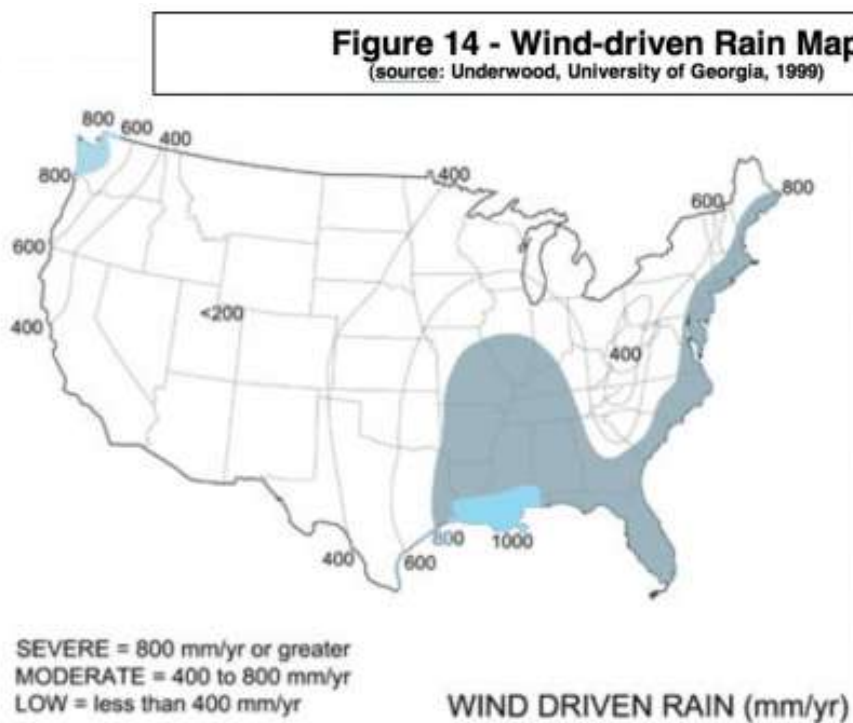 Figure 14 - Wind-driven Rain Map
(source: Underwood, University of Georgia, 1999)
800 600 400
800
400
600
800
600
400
<200
400
400
600
800
1000
SEVERE = 800 mm/yr or greater
MODERATE = 400 to 800 mm/yr
LOW = less than 400 mm/yr
WIND DRIVEN RAIN (mm/yr)